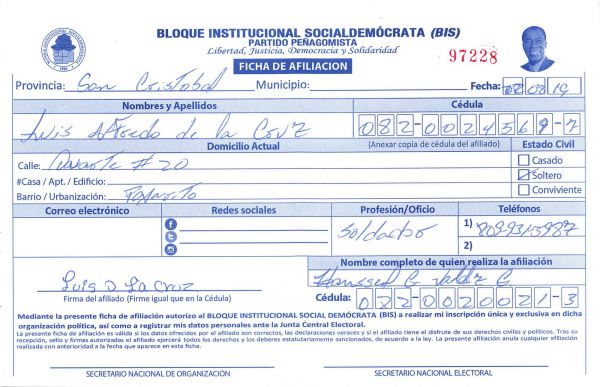 BLOQUE INSTITUCIONAL SOCIALDEMÓCRATA (BIS)
PARTIDO PEÑAGOMISTA
Libertad, Justicia, Democracia y Solidaridad
97228
FICHA DE AFILIACION
Provincia: San Cristobal Municipio: Fecha: 02 08 19
Nombres y Apellidos Cédula
Luis Alfredo de la Cruz 082-0024569-7
Domicilio Actual (Anexar copia de cédula del afiliado) Estado Civil
Calle: #20 Casado
#Casa / Apt. / Edificio: Soltero
Barrio / Urbanización: Conviviente
Correo electrónico Redes sociales Profesión/Oficio Teléfonos
Soldador 1)
2)
Nombre completo de quien realiza la afiliación
Luis D La Cruz
Firma del afiliado (Firme igual que en la Cédula) Cédula: 082-0020021-3
Mediante la presente ficha de afiliación autorizo al BLOQUE INSTITUCIONAL SOCIAL DEMÓCRATA (BIS) a realizar mi inscripción única y exclusiva en dicha
organización política, así como a registrar mis datos personales ante la Junta Central Electoral.
La presente ficha de afiliación es válida si los datos ofrecidos por el afiliado son correctos, las declaraciones veraces y si el afiliado tiene el disfrute de sus derechos civiles y políticos. Tras su
recepción, sello y firmas autorizadas el afiliado ejercerá todos los derechos y los deberes estatutariamente sancionados, de acuerdo a la ley. La presente afiliación anula cualquier afiliación
realizada con anterioridad a la fecha que aparece en esta ficha.
SECRETARIO NACIONAL DE ORGANIZACIÓN SECRETARIO NACIONAL ELECTORAL